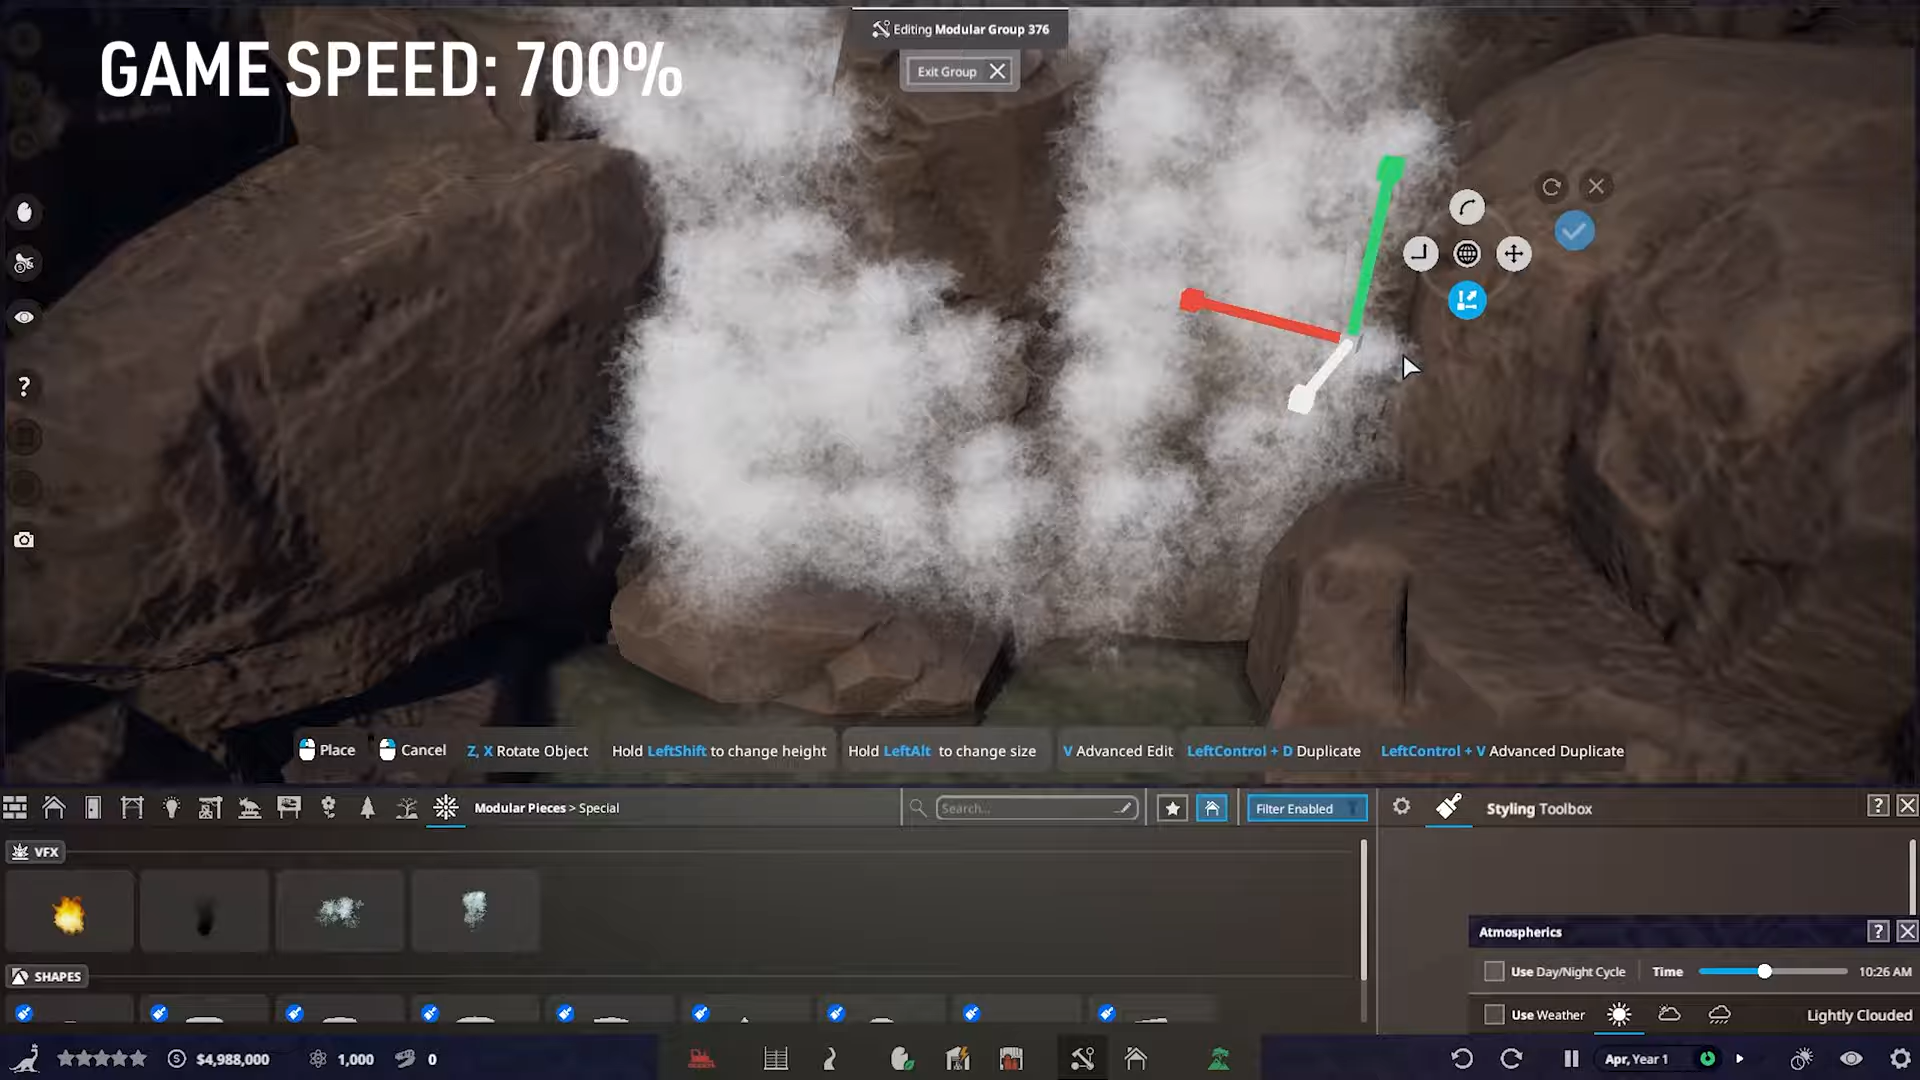 Editing Modular Group 376
GAME SPEED: 700%
Exit Group
?
Place
Cancel
Z, X Rotate Object
Hold LeftShift to change height
Hold LeftAlt to change size
V Advanced Edit
LeftControl + D Duplicate
LeftControl + V Advanced Duplicate
Modular Pieces > Special
Search...
Filter Enabled
Styling Toolbox
?
VFX
Atmospherics
?
Use Day/Night Cycle
Time
10:26 AM
SHAPES
Use Weather
Lightly Clouded
$4,988,000
1,000
0
Apr, Year 1